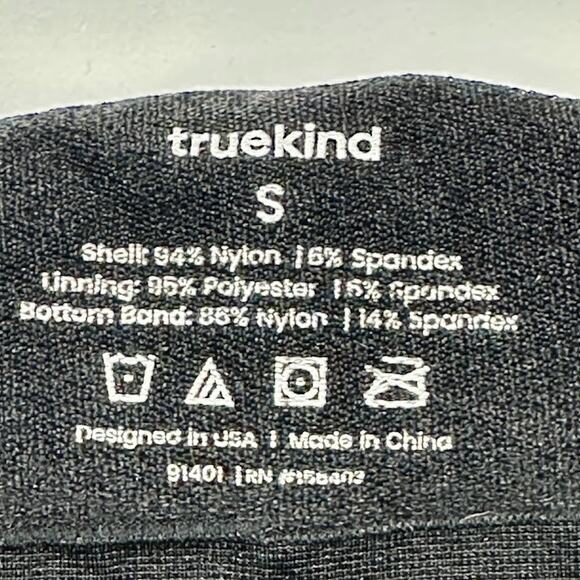 truekind
S
Shell: 94% Nylon | 6% Spandex
Linning: 95% Polyester | 5% Spandex
Bottom Band: 86% Nylon | 14% Spandex
Designed in USA | Made in China
91401 | RN